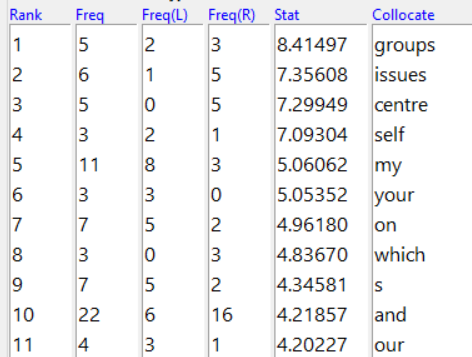 Rank Freq Freq(L) Freq(R) Stat Collocate
1 5 2 3 8.41497 groups
2 6 1 5 7.35608 issues
3 5 0 5 7.29949 centre
4 3 2 1 7.09304 self
5 11 8 3 5.06062 my
6 3 3 0 5.05352 your
7 7 5 2 4.96180 on
8 3 0 3 4.83670 which
9 7 5 2 4.34581 s
10 22 6 16 4.21857 and
11 4 3 1 4.20227 our